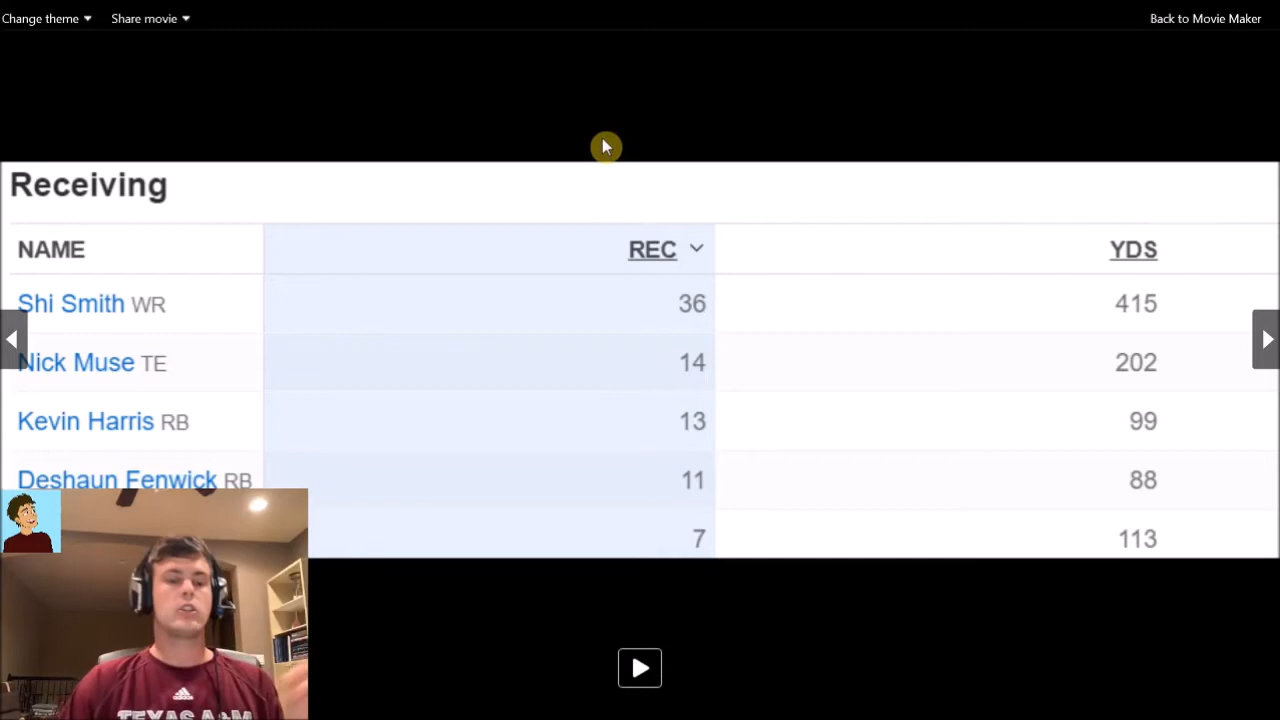 Change theme Share movie Back to Movie Maker
Receiving
NAME REC YDS
Shi Smith WR 36 415
Nick Muse TE 14 202
Kevin Harris RB 13 99
Deshaun Fenwick RB 11 88
7 113
TEXAS A&M